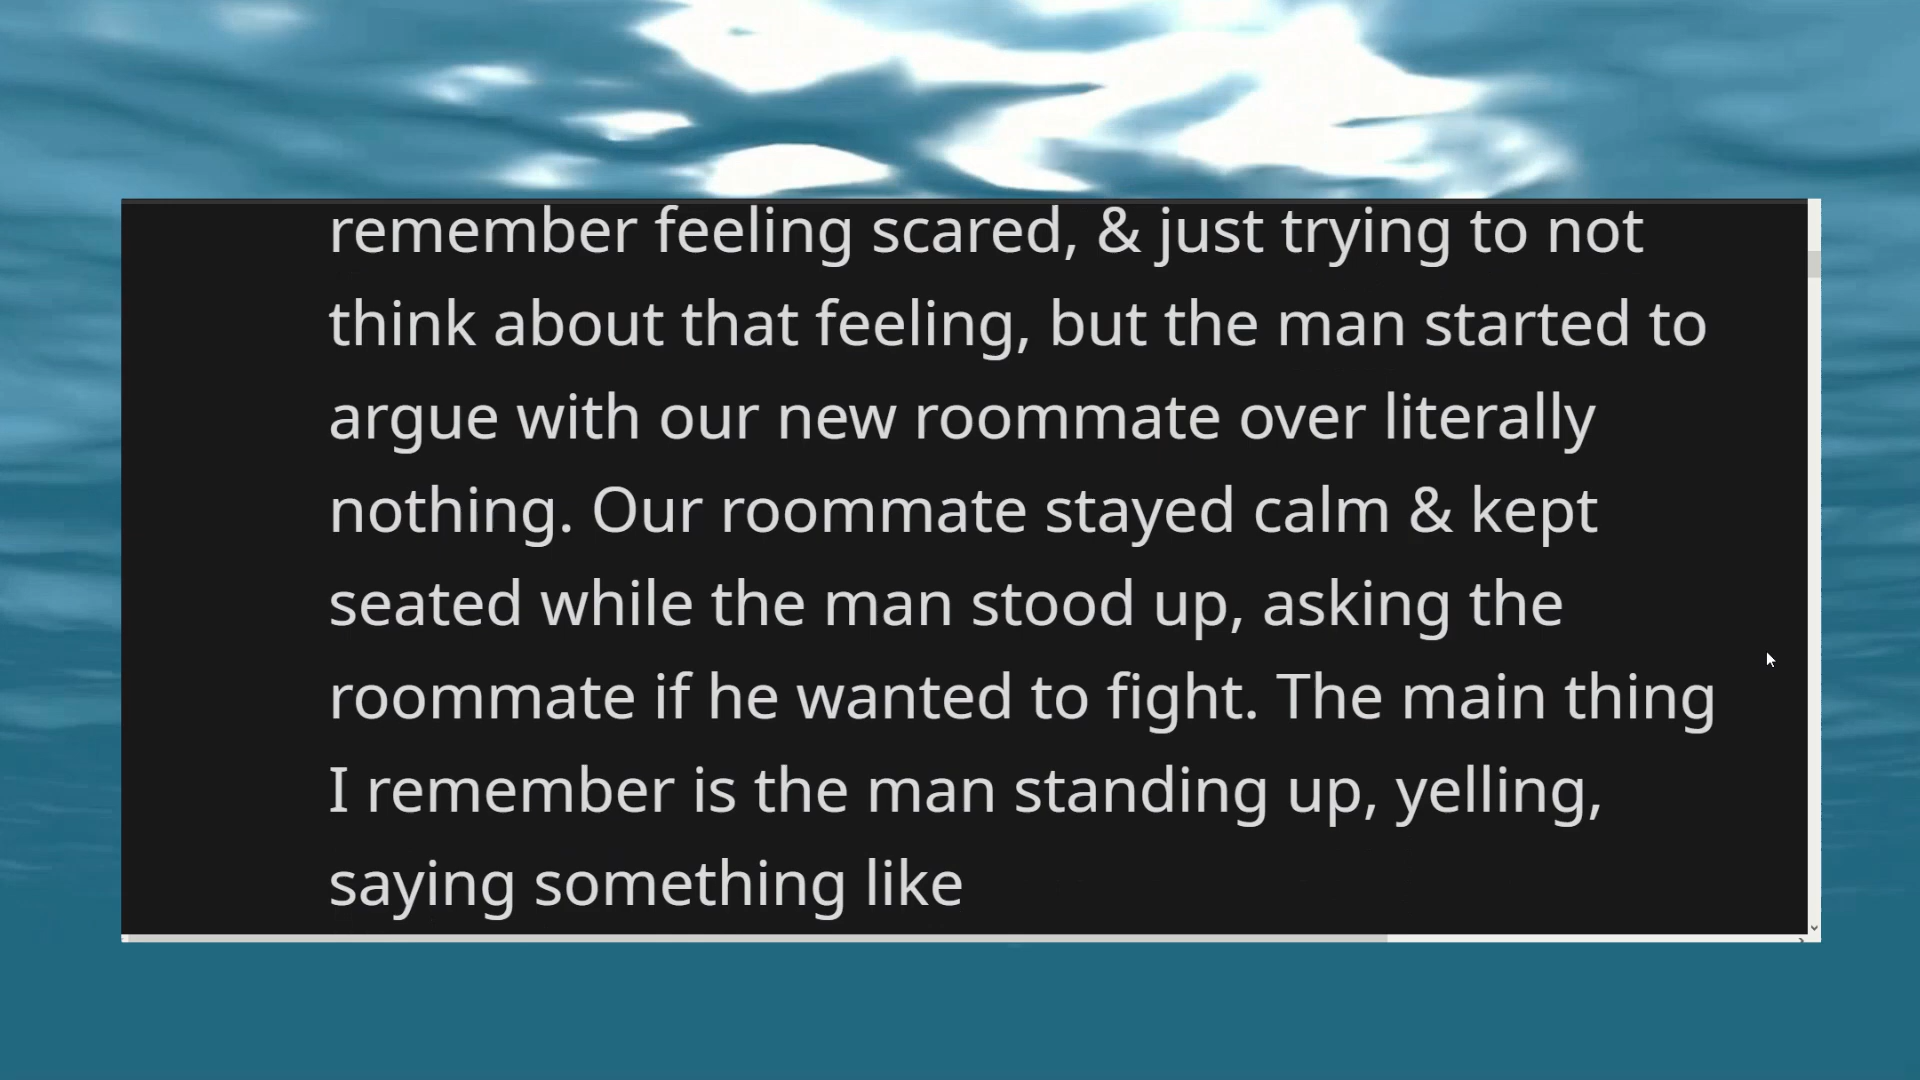 remember feeling scared, & just trying to not
think about that feeling, but the man started to
argue with our new roommate over literally
nothing. Our roommate stayed calm & kept
seated while the man stood up, asking the
roommate if he wanted to fight. The main thing
I remember is the man standing up, yelling,
saying something like